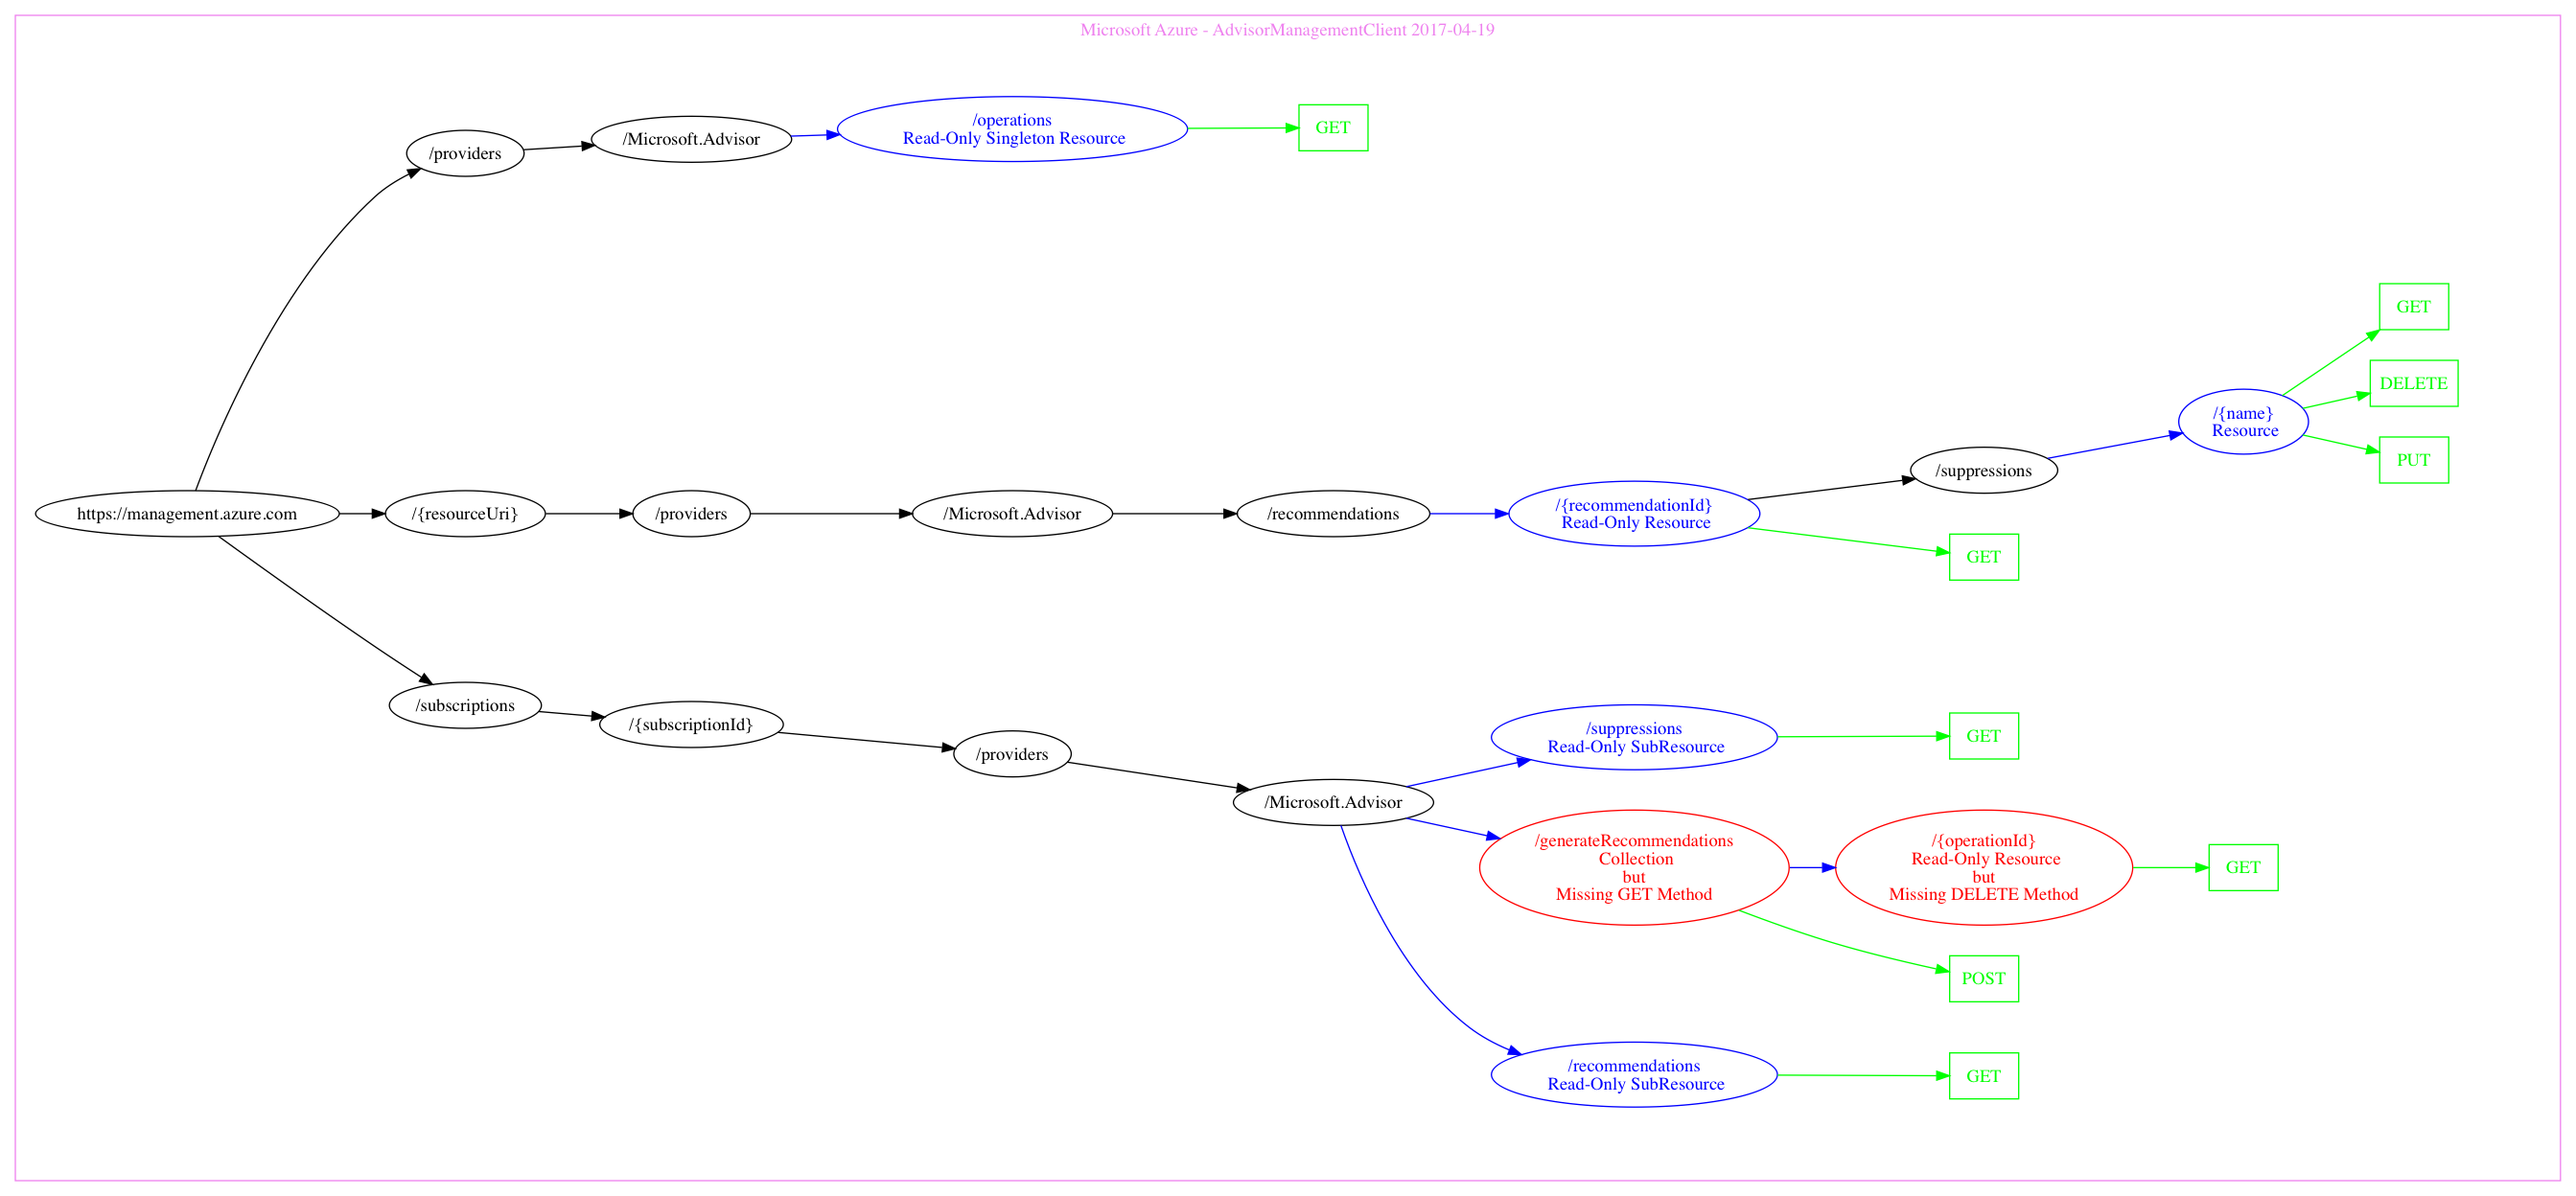 Microsoft Azure - AdvisorManagementClient 2017-04-19
/providers
/Microsoft.Advisor
/operations
Read-Only Singleton Resource
GET
https://management.azure.com
/{resourceUri}
/providers
/Microsoft.Advisor
/recommendations
/{recommendationId}
Read-Only Resource
/suppressions
/{name}
Resource
GET
DELETE
PUT
GET
/subscriptions
/{subscriptionId}
/providers
/Microsoft.Advisor
/suppressions
Read-Only SubResource
GET
/generateRecommendations
Collection
but
Missing GET Method
/{operationId}
Read-Only Resource
but
Missing DELETE Method
GET
POST
/recommendations
Read-Only SubResource
GET